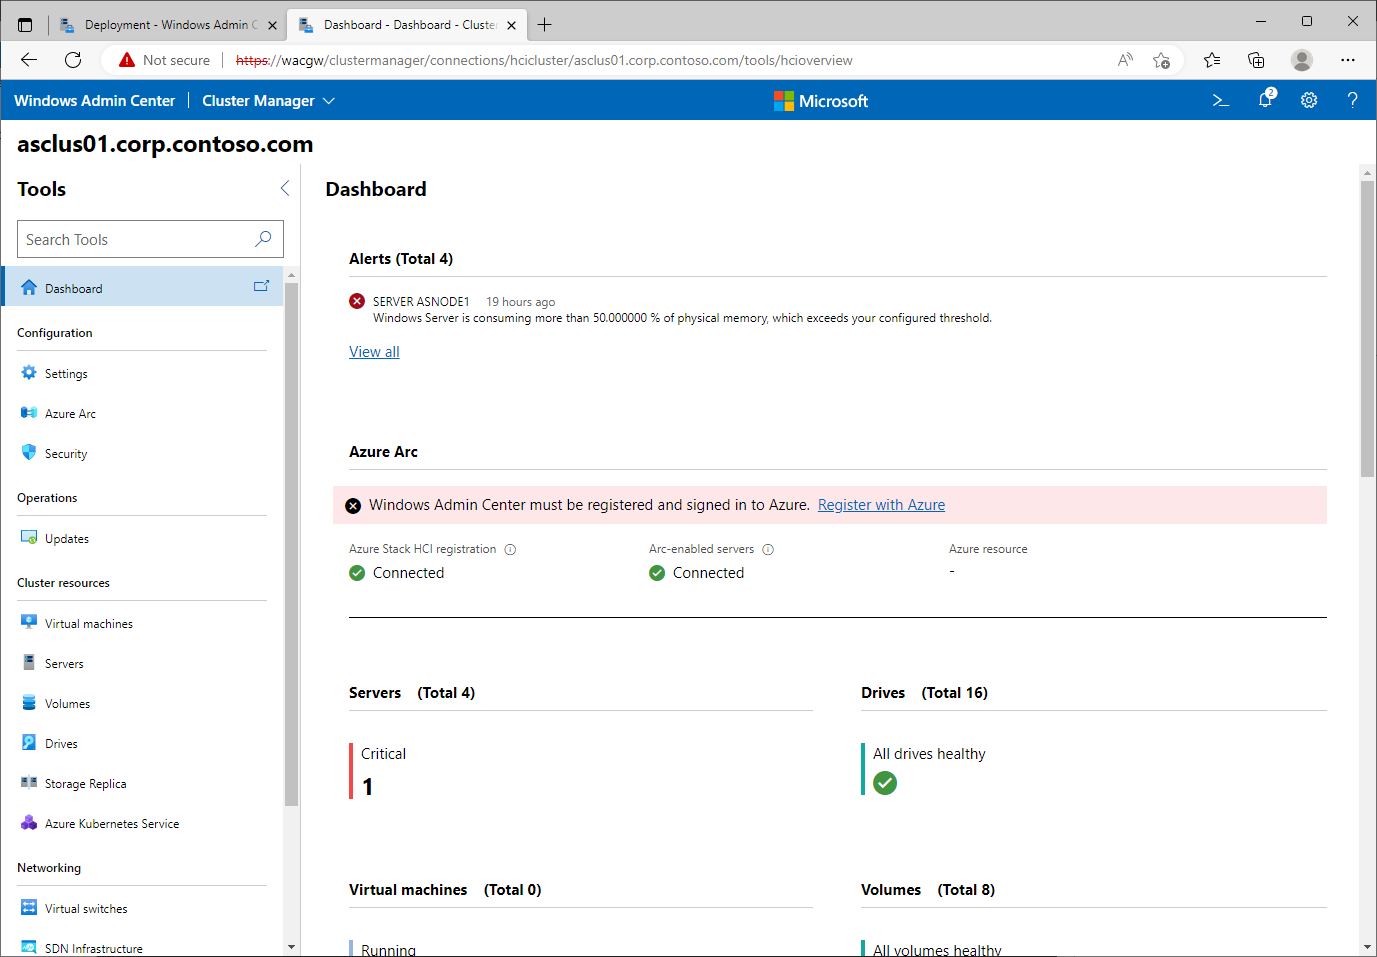 Deployment - Windows Admin C
Dashboard - Dashboard - Cluste
Not secure
https://wacgw/clustermanager/connections/hcicluster/asclus01.corp.contoso.com/tools/hcioverview
Windows Admin Center
Cluster Manager
Microsoft
2
asclus01.corp.contoso.com
Tools
Search Tools
Dashboard
Configuration
Settings
Azure Arc
Security
Operations
Updates
Cluster resources
Virtual machines
Servers
Volumes
Drives
Storage Replica
Azure Kubernetes Service
Networking
Virtual switches
SDN Infrastructure
Dashboard
Alerts (Total 4)
SERVER ASNODE1 19 hours ago
Windows Server is consuming more than 50.000000 % of physical memory, which exceeds your configured threshold.
View all
Azure Arc
Windows Admin Center must be registered and signed in to Azure. Register with Azure
Azure Stack HCI registration
Connected
Arc-enabled servers
Connected
Azure resource
-
Servers (Total 4)
Critical
1
Drives (Total 16)
All drives healthy
Virtual machines (Total 0)
Running
Volumes (Total 8)
All volumes healthy